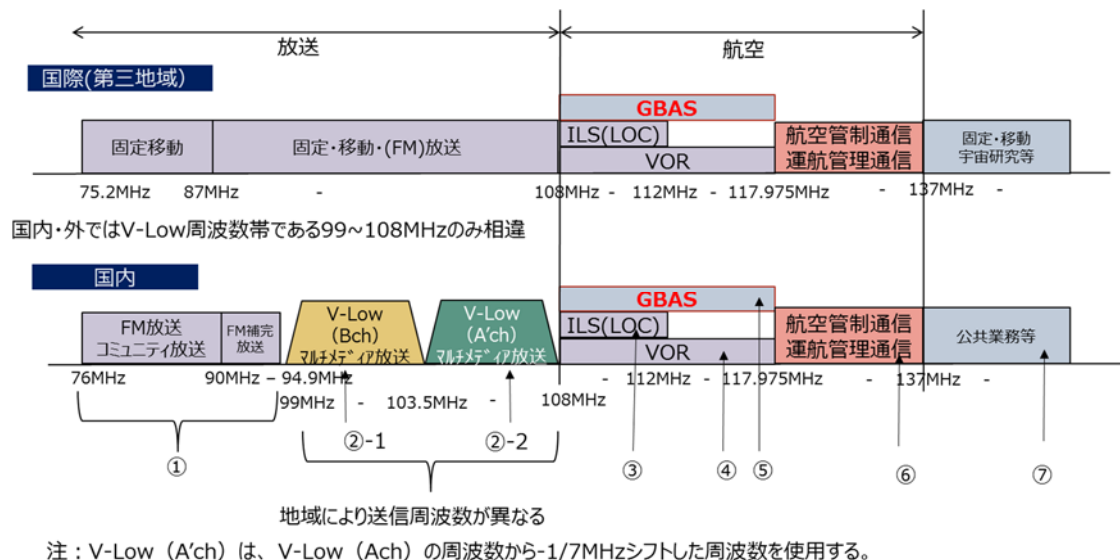 放送
航空
国際(第三地域)
GBAS
ILS(LOC)
VOR
固定移動
固定・移動・(FM)放送
航空管制通信
運航管理通信
固定・移動
宇宙研究等
75.2MHz 87MHz - 108MHz - 112MHz - 117.975MHz - 137MHz -
国内・外ではV-Low周波数帯である99~108MHzのみ相違
国内
GBAS
V-Low
(Bch)
マルチメディア放送
V-Low
(A’ch)
マルチメディア放送
FM放送
コミュニティ放送
FM補完
放送
ILS(LOC)
VOR
航空管制通信
運航管理通信
公共業務等
76MHz 90MHz – 94.9MHz - 112MHz - 117.975MHz - 137MHz -
99MHz - 103.5MHz - 108MHz
① ②-1 ②-2 ③ ④ ⑤ ⑥ ⑦
地域により送信周波数が異なる
注:V-Low(A’ch)は、V-Low(Ach)の周波数から-1/7MHzシフトした周波数を使用する。